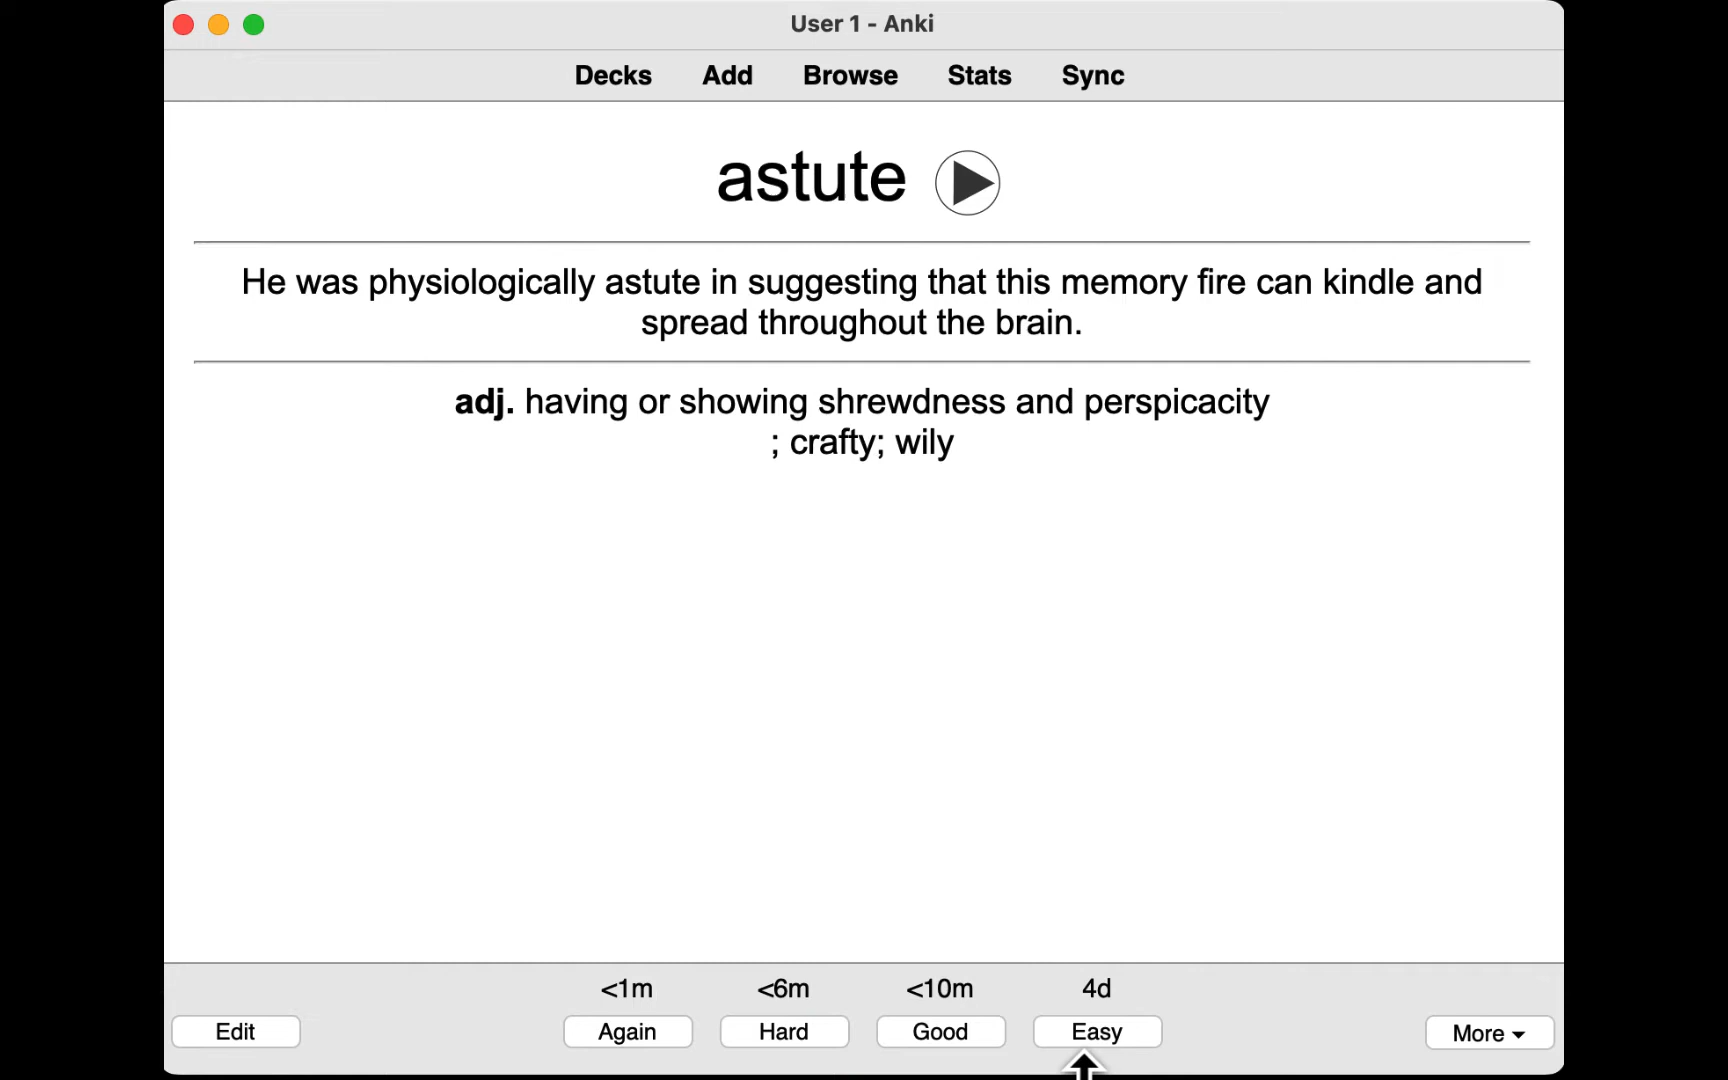 User 1 - Anki
Decks Add Browse Stats Sync
astute
He was physiologically astute in suggesting that this memory fire can kindle and
spread throughout the brain.
adj. having or showing shrewdness and perspicacity
; crafty; wily
<1m <6m <10m 4d
Edit Again Hard Good Easy More